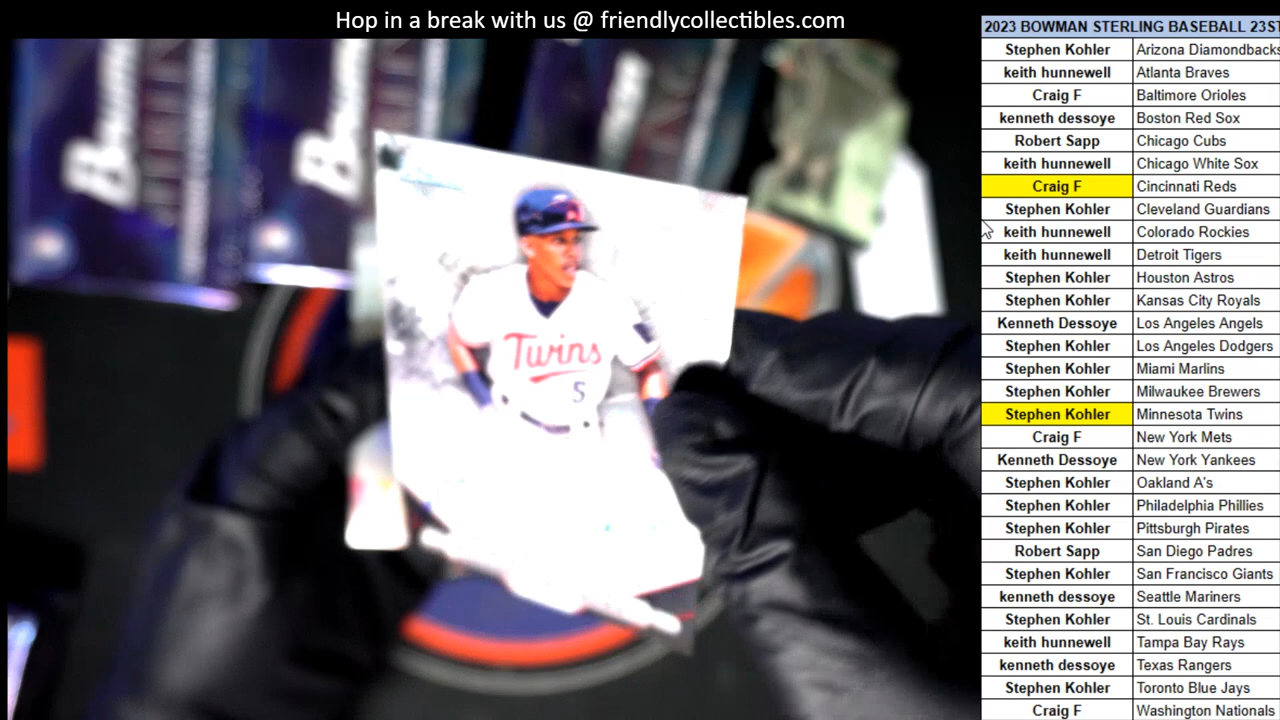 Hop in a break with us @ friendlycollectibles.com
2023 BOWMAN STERLING BASEBALL 23ST
Stephen Kohler Arizona Diamondbacks
keith hunnewell Atlanta Braves
Craig F Baltimore Orioles
kenneth dessoye Boston Red Sox
Robert Sapp Chicago Cubs
keith hunnewell Chicago White Sox
Craig F Cincinnati Reds
Stephen Kohler Cleveland Guardians
keith hunnewell Colorado Rockies
keith hunnewell Detroit Tigers
Stephen Kohler Houston Astros
Stephen Kohler Kansas City Royals
Kenneth Dessoye Los Angeles Angels
Stephen Kohler Los Angeles Dodgers
Stephen Kohler Miami Marlins
Stephen Kohler Milwaukee Brewers
Stephen Kohler Minnesota Twins
Craig F New York Mets
Kenneth Dessoye New York Yankees
Stephen Kohler Oakland A's
Stephen Kohler Philadelphia Phillies
Stephen Kohler Pittsburgh Pirates
Robert Sapp San Diego Padres
Stephen Kohler San Francisco Giants
kenneth dessoye Seattle Mariners
Stephen Kohler St. Louis Cardinals
keith hunnewell Tampa Bay Rays
kenneth dessoye Texas Rangers
Stephen Kohler Toronto Blue Jays
Craig F Washington Nationals
Twins
5